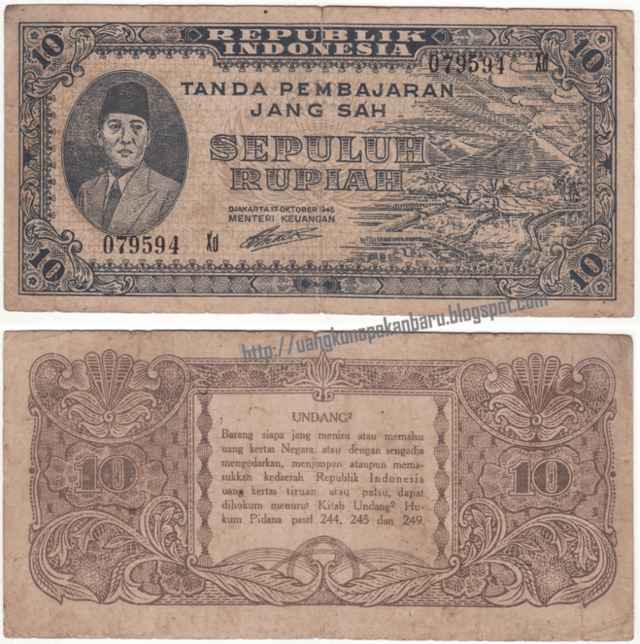 REPUBLIK
INDONESIA
10
10
079594 Xd
TANDA PEMBAJARAN
JANG SAH
SEPULUH
RUPIAH
DJAKARTA 17 OKTOBER 1945
MENTERI KEUANGAN
079594 Xd
10
10
http://uangkunopekanbaru.blogspot.com
UNDANG²
Barang siapa jang meniru atau memalsu
uang kertas Negara, atau dengan sengadja
mengedarkan, menjimpan ataupun mema-
sukkan kedaerah Republik Indonesia
uang kertas tiruan atau palsu, dapat
dihukum menurut Kitab Undang² Hu-
kum Pidana pasel 244, 245 dan 249.
10
10